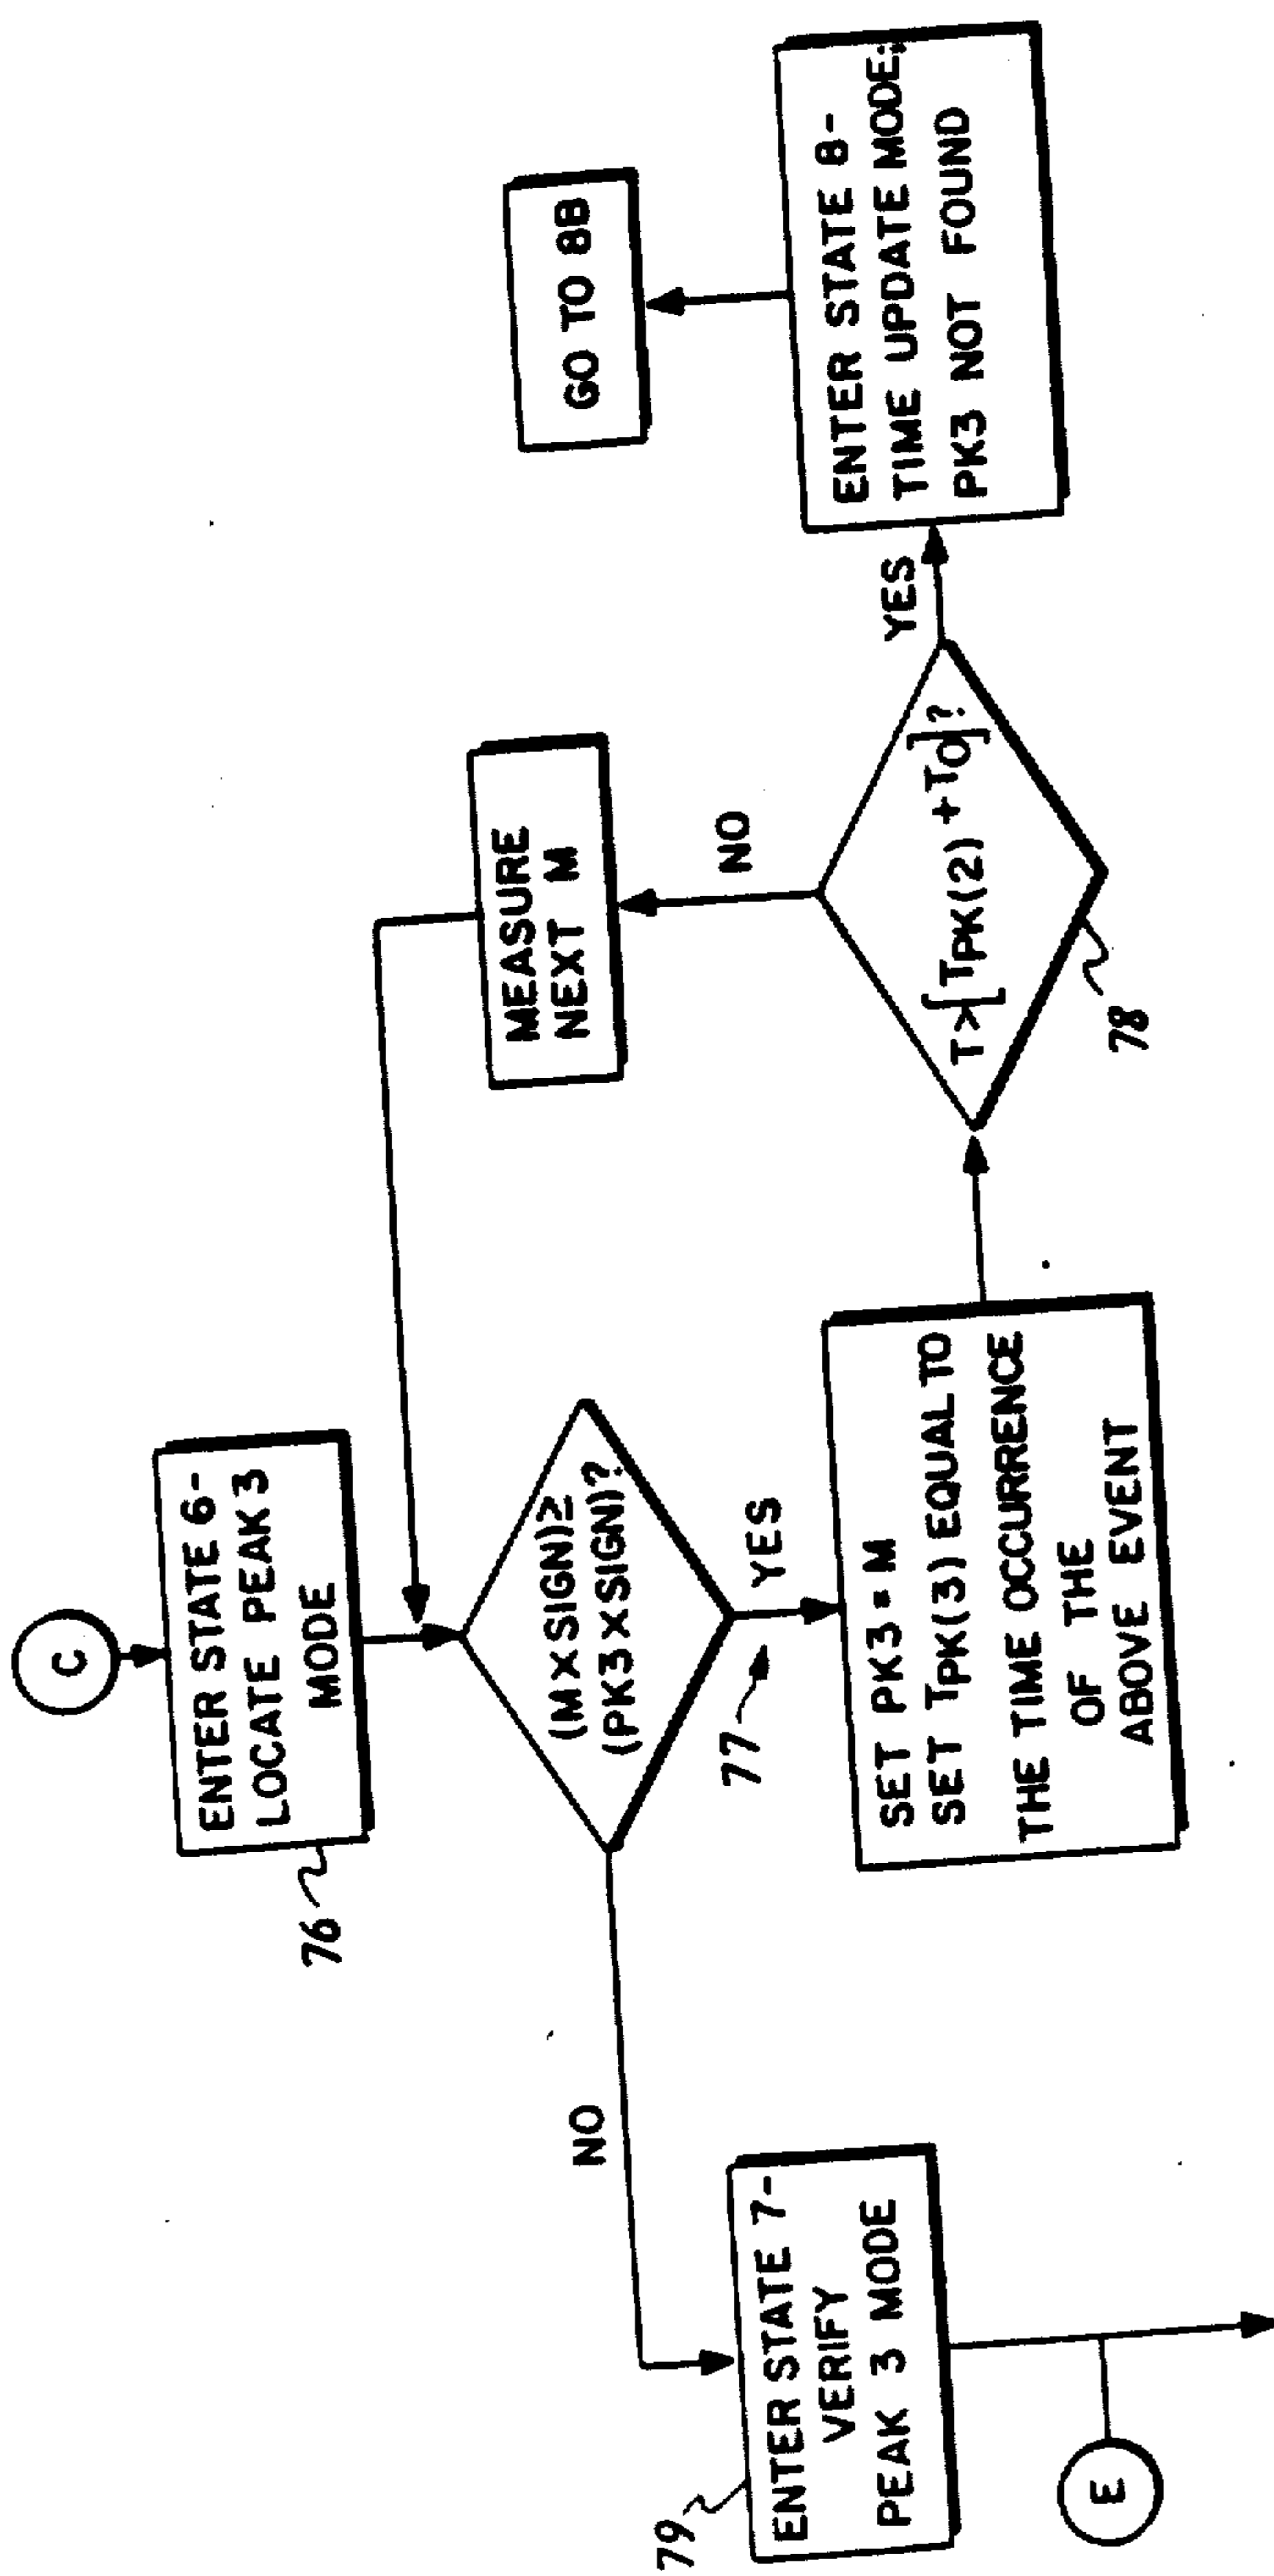 C
ENTER STATE 6-
LOCATE PEAK 3
MODE
76
(M X SIGN) ≥
(PK3 X SIGN)?
NO
YES
77
MEASURE
NEXT M
SET PK3 = M
SET TPK(3) EQUAL TO
THE TIME OCCURRENCE
OF THE
ABOVE EVENT
T>[TPK(2) + TO]?
78
NO
YES
ENTER STATE 8-
TIME UPDATE MODE;
PK3 NOT FOUND
GO TO 8B
79
ENTER STATE 7-
VERIFY
PEAK 3 MODE
E